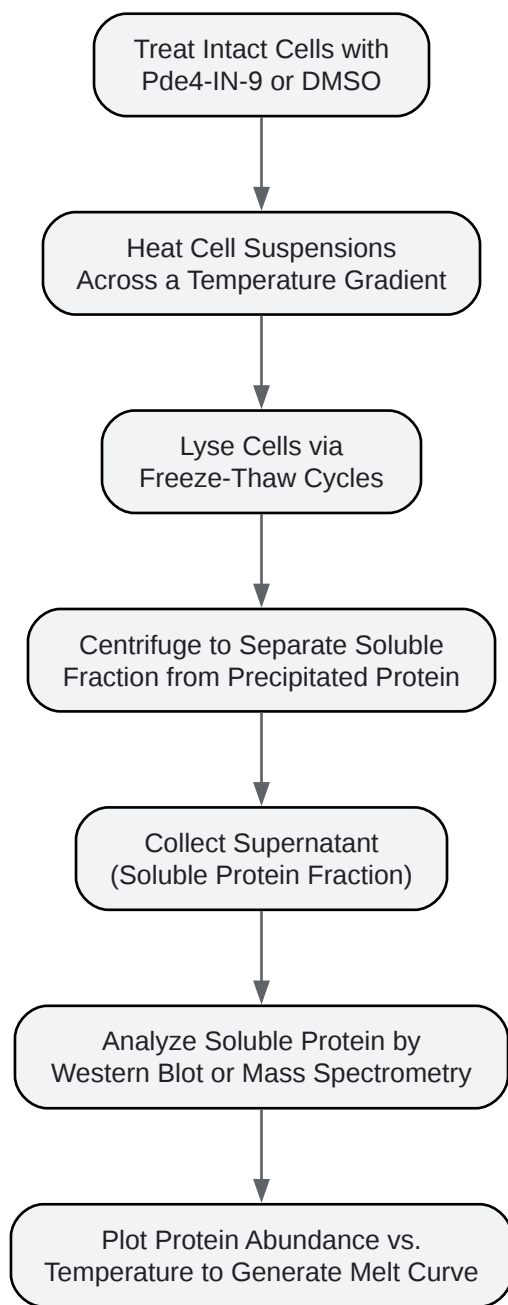 Treat Intact Cells with
Pde4-IN-9 or DMSO
Heat Cell Suspensions
Across a Temperature Gradient
Lyse Cells via
Freeze-Thaw Cycles
Centrifuge to Separate Soluble
Fraction from Precipitated Protein
Collect Supernatant
(Soluble Protein Fraction)
Analyze Soluble Protein by
Western Blot or Mass Spectrometry
Plot Protein Abundance vs.
Temperature to Generate Melt Curve